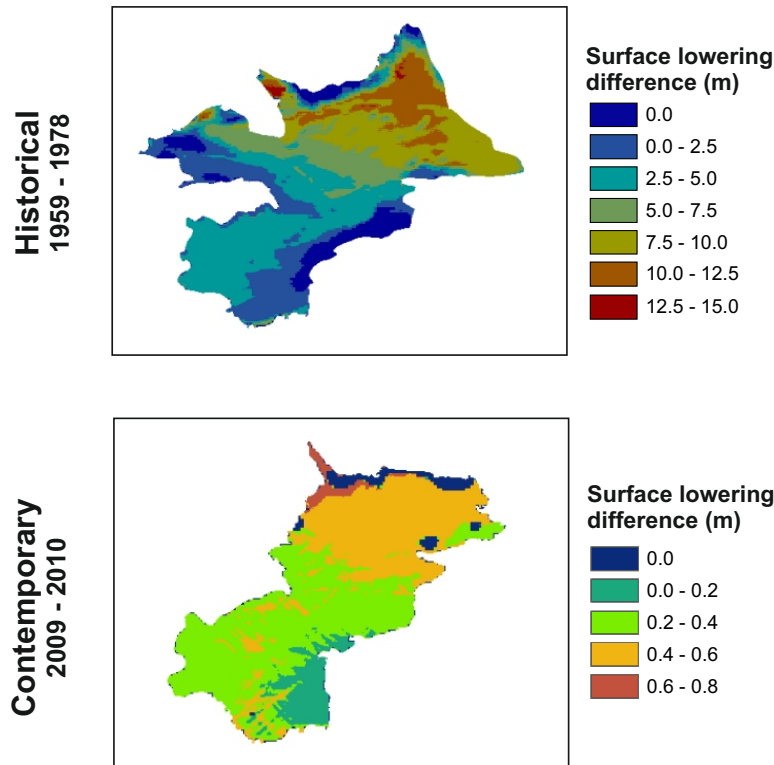 Historical
1959 - 1978
Surface lowering
difference (m)
0.0
0.0 - 2.5
2.5 - 5.0
5.0 - 7.5
7.5 - 10.0
10.0 - 12.5
12.5 - 15.0
Contemporary
2009 - 2010
Surface lowering
difference (m)
0.0
0.0 - 0.2
0.2 - 0.4
0.4 - 0.6
0.6 - 0.8